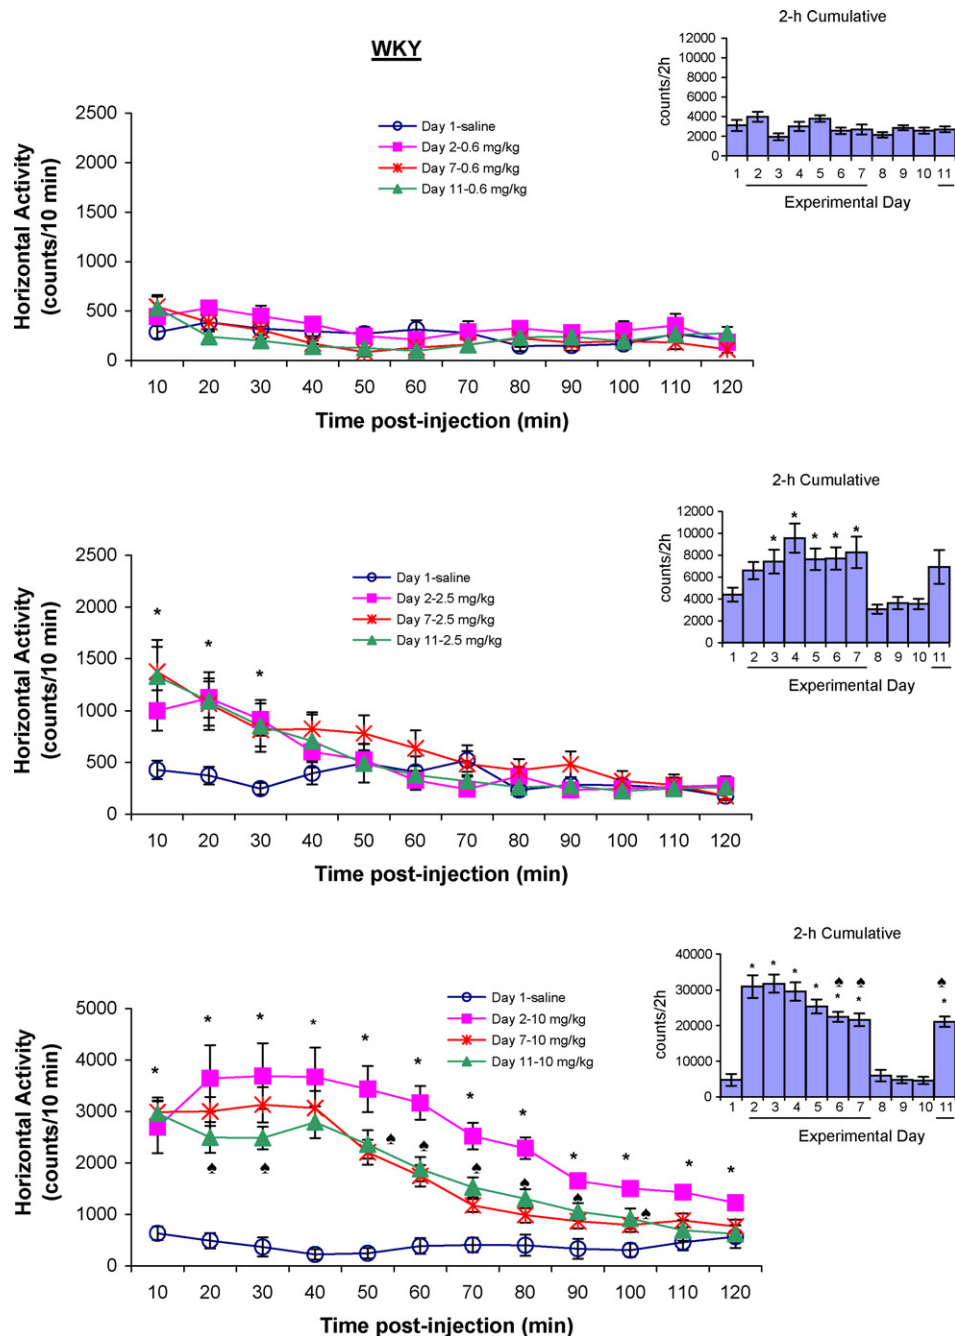 WKY
2-h Cumulative
counts/2h
12000
10000
8000
6000
4000
2000
0
1 2 3 4 5 6 7 8 9 10 11
Experimental Day
Horizontal Activity
(counts/10 min)
2500
2000
1500
1000
500
0
Day 1-saline
Day 2-0.6 mg/kg
Day 7-0.6 mg/kg
Day 11-0.6 mg/kg
10 20 30 40 50 60 70 80 90 100 110 120
Time post-injection (min)
2-h Cumulative
counts/2h
12000
10000
8000
6000
4000
2000
0
* * * * *
1 2 3 4 5 6 7 8 9 10 11
Experimental Day
Horizontal Activity
(counts/10 min)
2500
2000
1500
1000
500
0
Day 1-saline
Day 2-2.5 mg/kg
Day 7-2.5 mg/kg
Day 11-2.5 mg/kg
* * *
10 20 30 40 50 60 70 80 90 100 110 120
Time post-injection (min)
2-h Cumulative
counts/2h
40000
30000
20000
10000
0
♠ ♠ ♠
* * * * * * *
1 2 3 4 5 6 7 8 9 10 11
Experimental Day
Horizontal Activity
(counts/10 min)
5000
4000
3000
2000
1000
0
Day 1-saline
Day 2-10 mg/kg
Day 7-10 mg/kg
Day 11-10 mg/kg
* * * * * * * * * * * *
♠ ♠ ♠ ♠ ♠ ♠ ♠ ♠
10 20 30 40 50 60 70 80 90 100 110 120
Time post-injection (min)